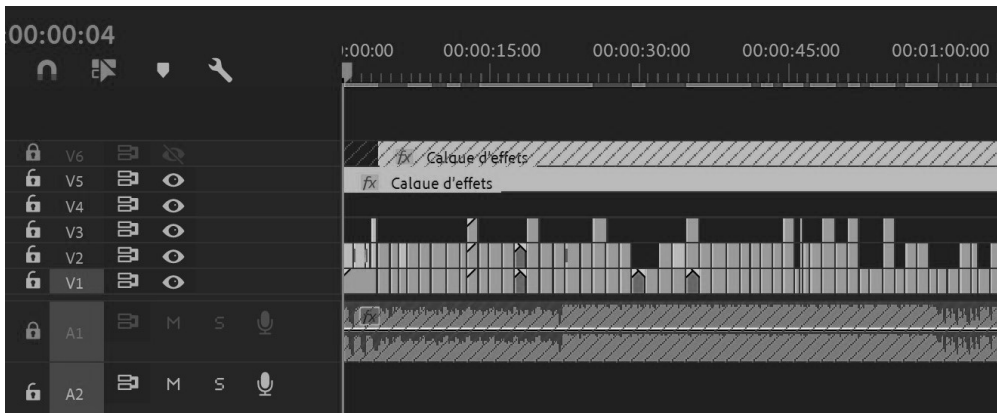 :00:00:04
:00:00 00:00:15:00 00:00:30:00 00:00:45:00 00:01:00:00
V6 fx Calque d'effets
V5 fx Calque d'effets
V4
V3
V2
V1
A1 M S fx
A2 M S